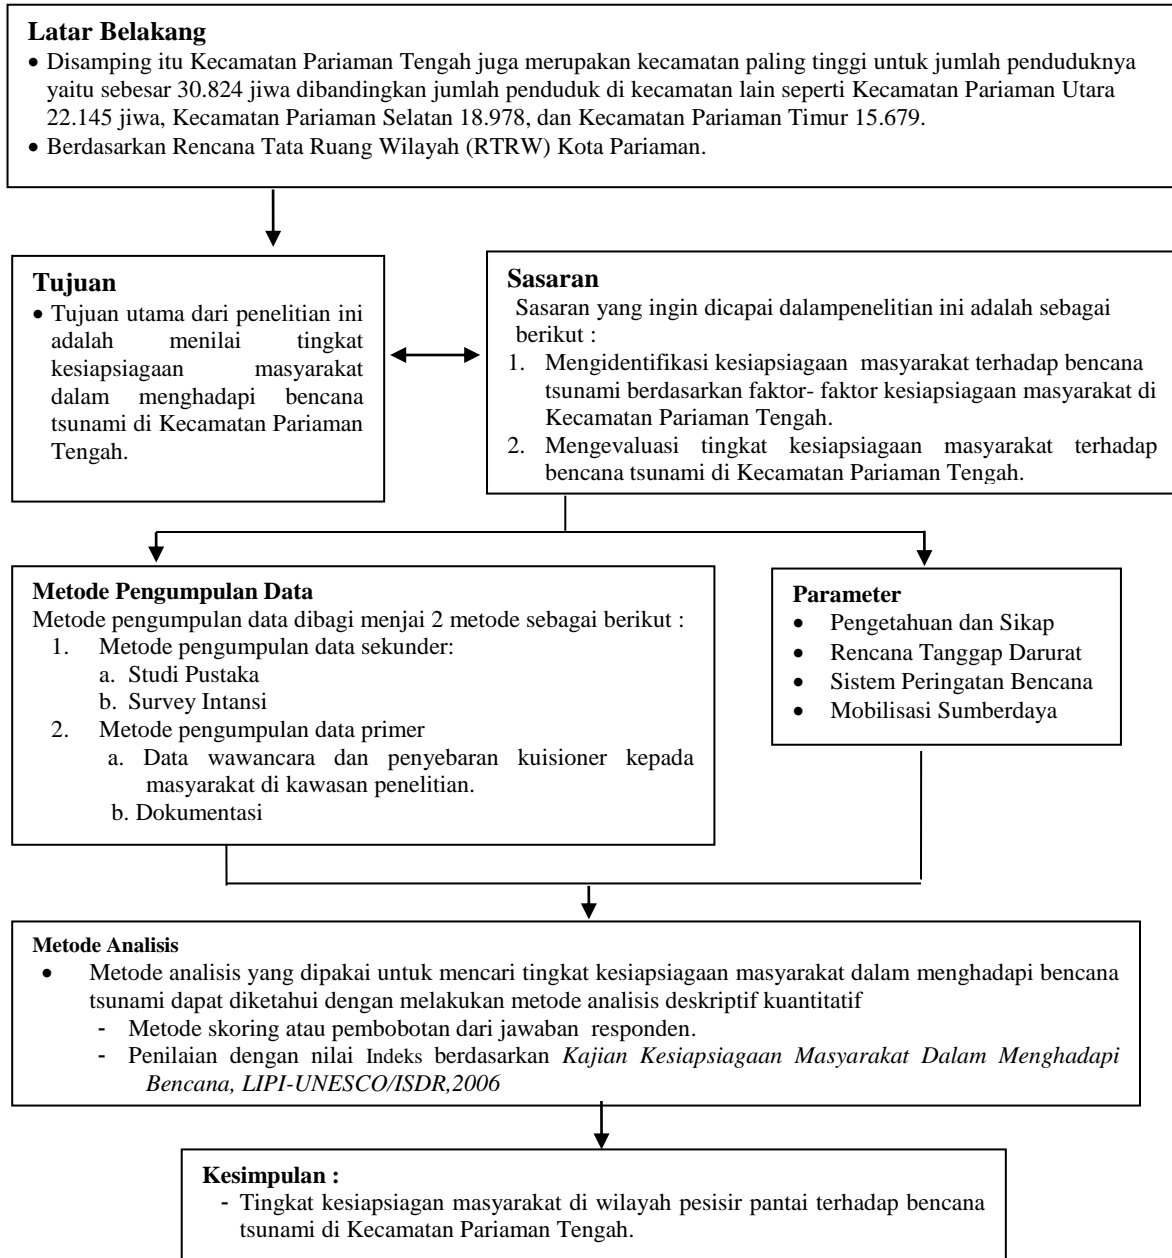 Latar Belakang
• Disamping itu Kecamatan Pariaman Tengah juga merupakan kecamatan paling tinggi untuk jumlah penduduknya
yaitu sebesar 30.824 jiwa dibandingkan jumlah penduduk di kecamatan lain seperti Kecamatan Pariaman Utara
22.145 jiwa, Kecamatan Pariaman Selatan 18.978, dan Kecamatan Pariaman Timur 15.679.
• Berdasarkan Rencana Tata Ruang Wilayah (RTRW) Kota Pariaman.
Tujuan
• Tujuan utama dari penelitian ini
adalah menilai tingkat
kesiapsiagaan masyarakat
dalam menghadapi bencana
tsunami di Kecamatan Pariaman
Tengah.
Sasaran
Sasaran yang ingin dicapai dalampenelitian ini adalah sebagai
berikut :
1. Mengidentifikasi kesiapsiagaan masyarakat terhadap bencana
tsunami berdasarkan faktor- faktor kesiapsiagaan masyarakat di
Kecamatan Pariaman Tengah.
2. Mengevaluasi tingkat kesiapsiagaan masyarakat terhadap
bencana tsunami di Kecamatan Pariaman Tengah.
Metode Pengumpulan Data
Metode pengumpulan data dibagi menjai 2 metode sebagai berikut :
1. Metode pengumpulan data sekunder:
a. Studi Pustaka
b. Survey Intansi
2. Metode pengumpulan data primer
a. Data wawancara dan penyebaran kuisioner kepada
masyarakat di kawasan penelitian.
b. Dokumentasi
Parameter
• Pengetahuan dan Sikap
• Rencana Tanggap Darurat
• Sistem Peringatan Bencana
• Mobilisasi Sumberdaya
Metode Analisis
• Metode analisis yang dipakai untuk mencari tingkat kesiapsiagaan masyarakat dalam menghadapi bencana
tsunami dapat diketahui dengan melakukan metode analisis deskriptif kuantitatif
- Metode skoring atau pembobotan dari jawaban responden.
- Penilaian dengan nilai Indeks berdasarkan Kajian Kesiapsiagaan Masyarakat Dalam Menghadapi
Bencana, LIPI-UNESCO/ISDR,2006
Kesimpulan :
- Tingkat kesiapsiagan masyarakat di wilayah pesisir pantai terhadap bencana
tsunami di Kecamatan Pariaman Tengah.